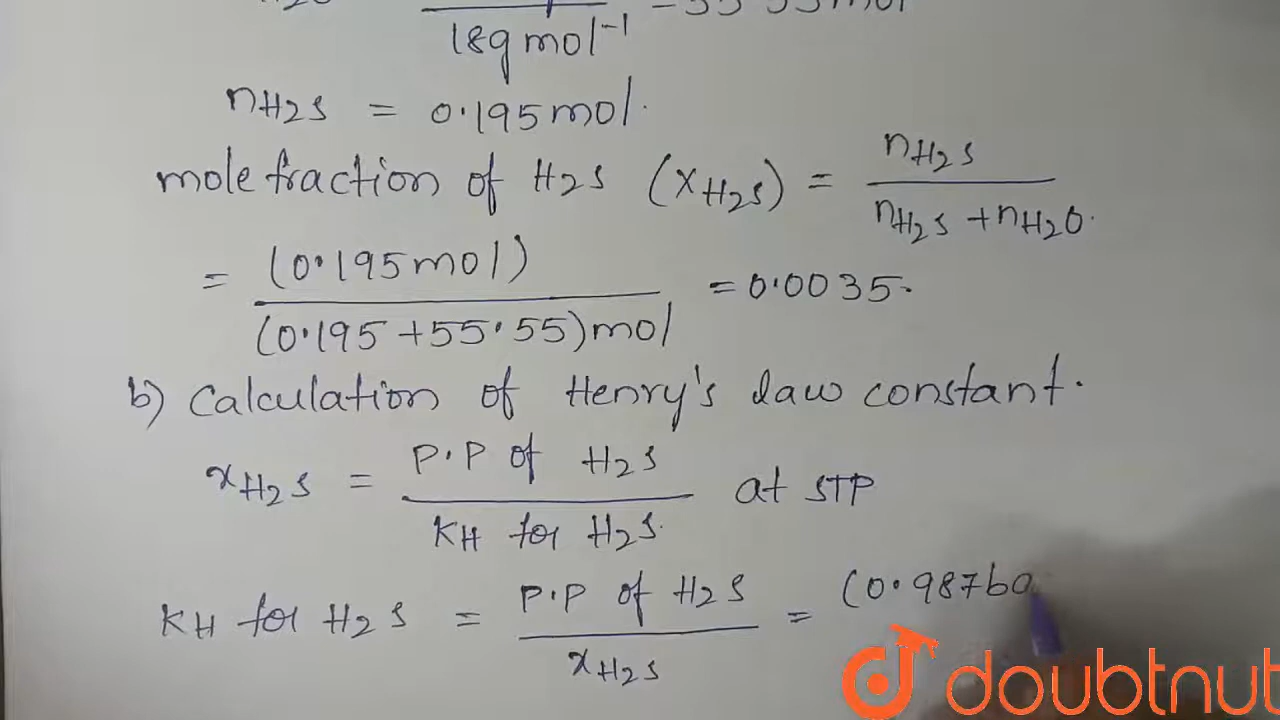 18g mol⁻¹
nH2S = 0.195 mol.
mole fraction of H2S (xH2S) = nH2S / nH2S + nH2O.
= (0.195 mol) / (0.195 + 55.55) mol = 0.0035.
b) Calculation of Henry's law constant.
xH2S = P.P of H2S / KH for H2S. at STP
KH for H2S = P.P of H2S / xH2S = (0.987ba
doubtnut